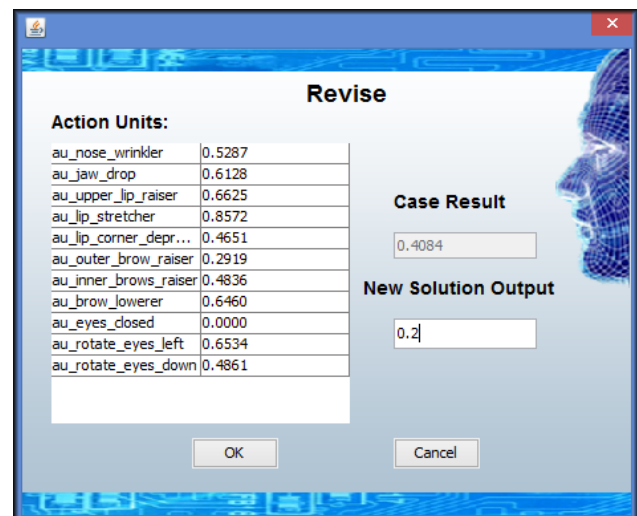 Revise
Action Units:
au_nose_wrinkler 0.5287
au_jaw_drop 0.6128
au_upper_lip_raiser 0.6625
au_lip_stretcher 0.8572
au_lip_corner_depr... 0.4651
au_outer_brow_raiser 0.2919
au_inner_brows_raiser 0.4836
au_brow_lowerer 0.6460
au_eyes_closed 0.0000
au_rotate_eyes_left 0.6534
au_rotate_eyes_down 0.4861
Case Result
0.4084
New Solution Output
0.2
OK Cancel